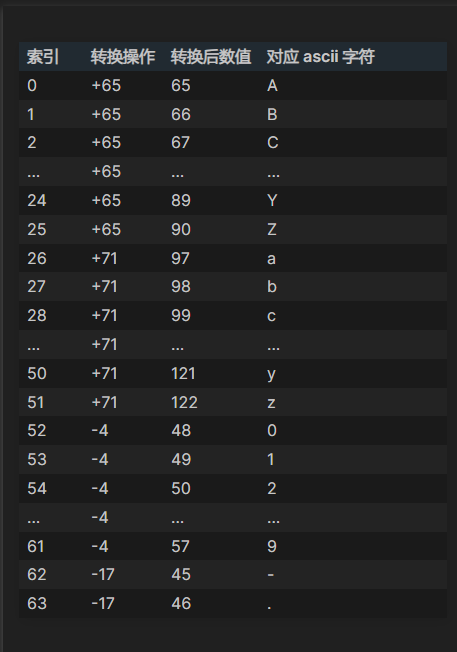 索引 转换操作 转换后数值 对应 ascii 字符
0 +65 65 A
1 +65 66 B
2 +65 67 C
... +65 ... ...
24 +65 89 Y
25 +65 90 Z
26 +71 97 a
27 +71 98 b
28 +71 99 c
... +71 ... ...
50 +71 121 y
51 +71 122 z
52 -4 48 0
53 -4 49 1
54 -4 50 2
... -4 ... ...
61 -4 57 9
62 -17 45 -
63 -17 46 .